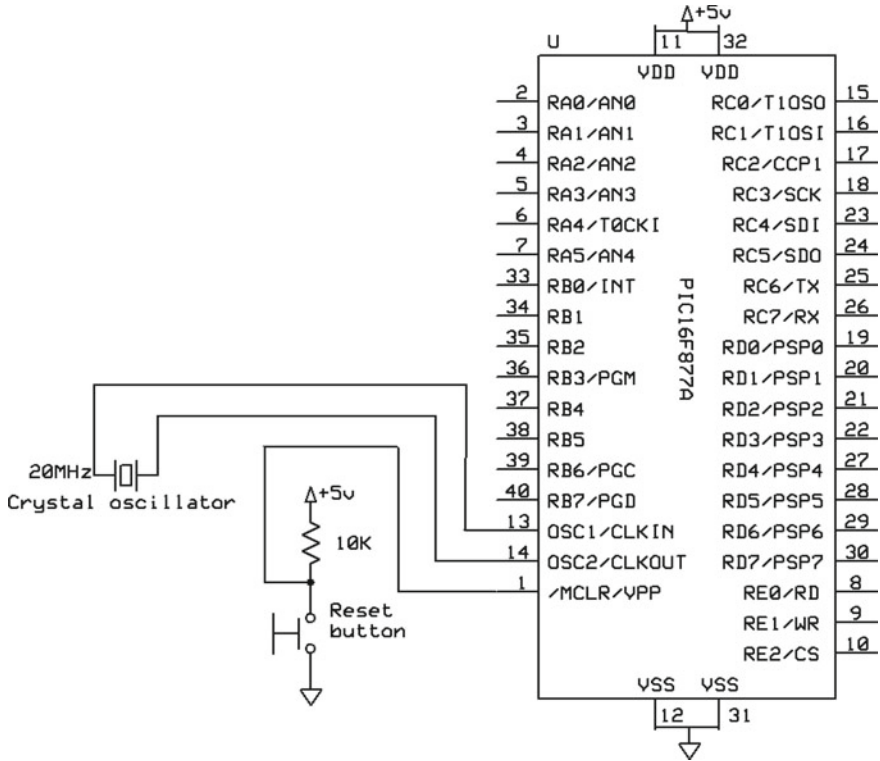 +5v
U
11 32
VDD VDD
2 RA0/AN0 RC0/T1OSO 15
3 RA1/AN1 RC1/T1OSI 16
4 RA2/AN2 RC2/CCP1 17
5 RA3/AN3 RC3/SCK 18
6 RA4/T0CKI RC4/SDI 23
7 RA5/AN4 RC5/SDO 24
33 RB0/INT RC6/TX 25
34 RB1 RC7/RX 26
35 RB2 RD0/PSP0 19
36 RB3/PGM RD1/PSP1 20
37 RB4 RD2/PSP2 21
38 RB5 RD3/PSP3 22
39 RB6/PGC RD4/PSP4 27
40 RB7/PGD RD5/PSP5 28
13 OSC1/CLKIN RD6/PSP6 29
14 OSC2/CLKOUT RD7/PSP7 30
1 /MCLR/VPP RE0/RD 8
RE1/WR 9
RE2/CS 10
PIC16F877A
VSS VSS
12 31
20MHz
Crystal oscillator
+5v
10K
Reset
button